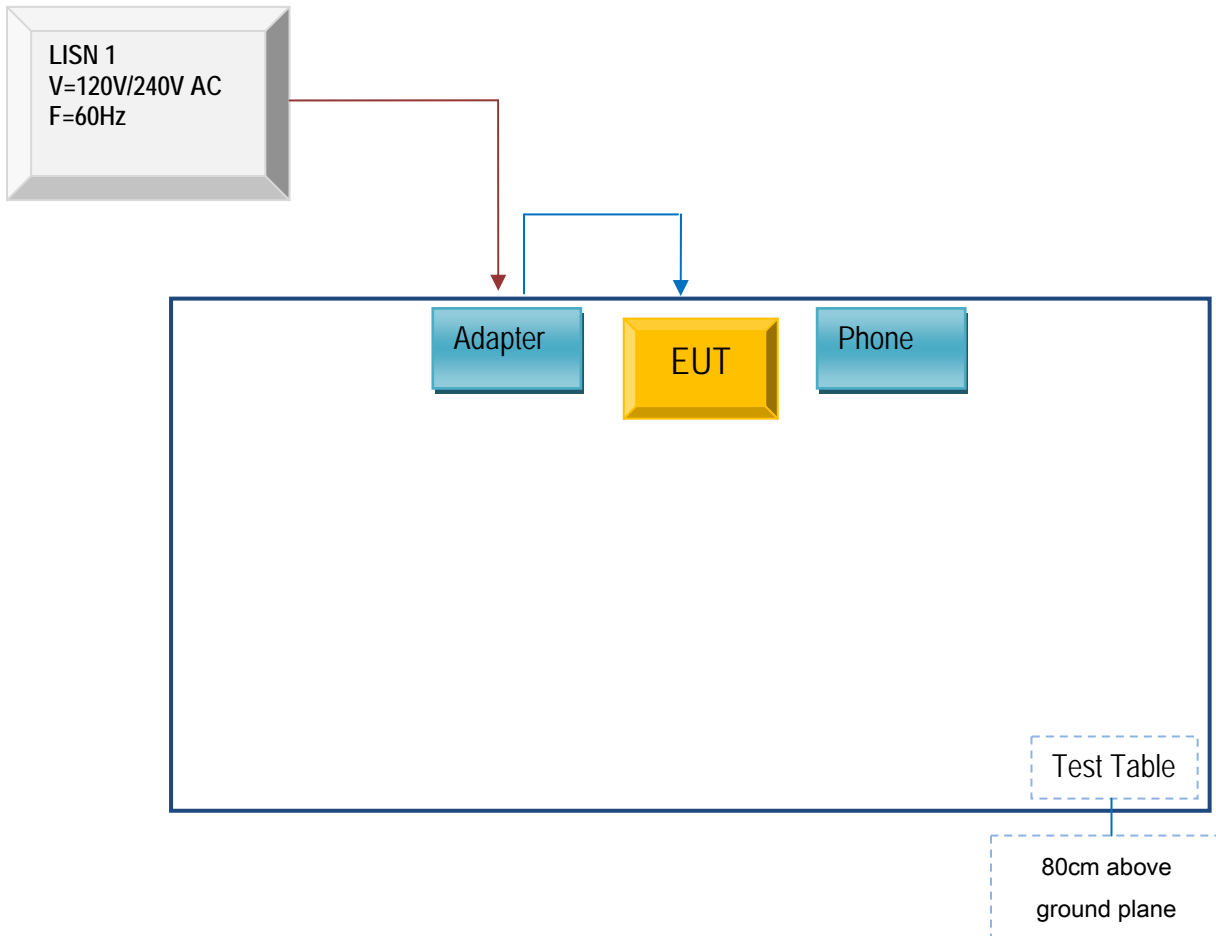 LISN 1
V=120V/240V AC
F=60Hz
Adapter
EUT
Phone
Test Table
80cm above
ground plane